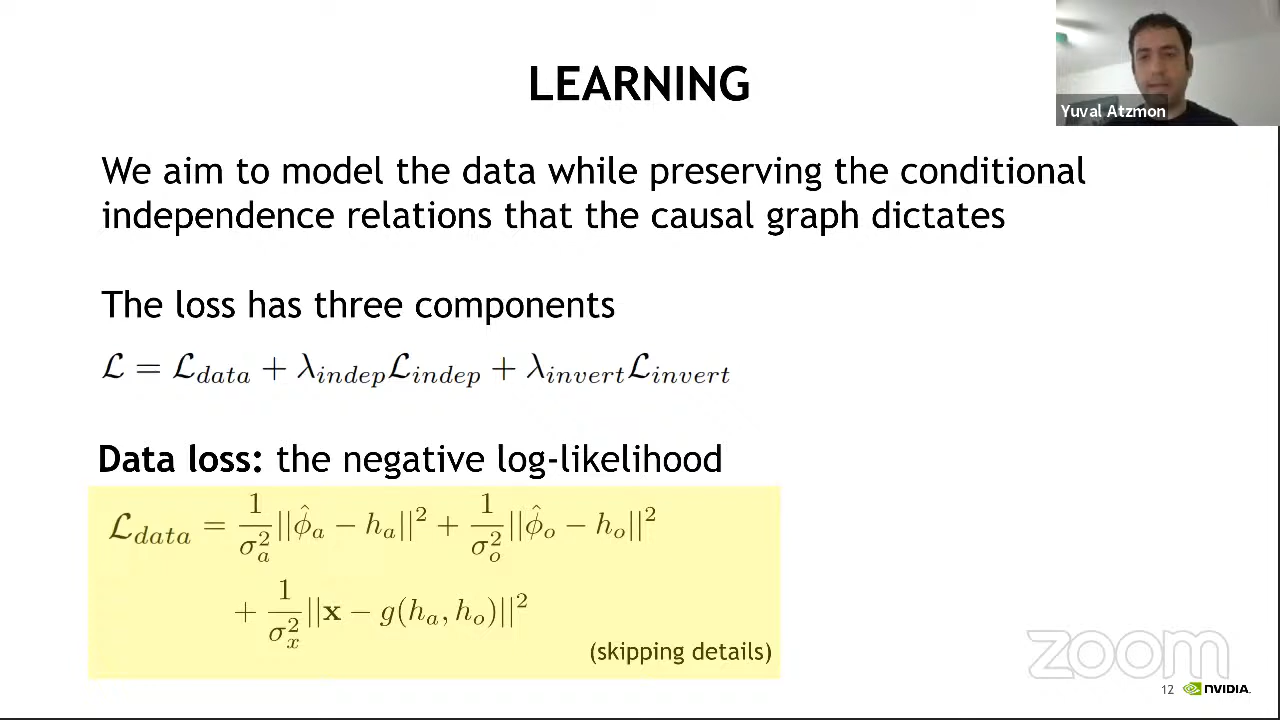 LEARNING
Yuval Atzmon
We aim to model the data while preserving the conditional
independence relations that the causal graph dictates
The loss has three components
ℒ = ℒ_data + λ_indep ℒ_indep + λ_invert ℒ_invert
Data loss: the negative log-likelihood
ℒ_data = 1/σ_a² ||ϕ̂_a − h_a||² + 1/σ_o² ||ϕ̂_o − h_o||²
+ 1/σ_x² ||𝐱 − g(h_a, h_o)||²
(skipping details)
zoom
12 NVIDIA.